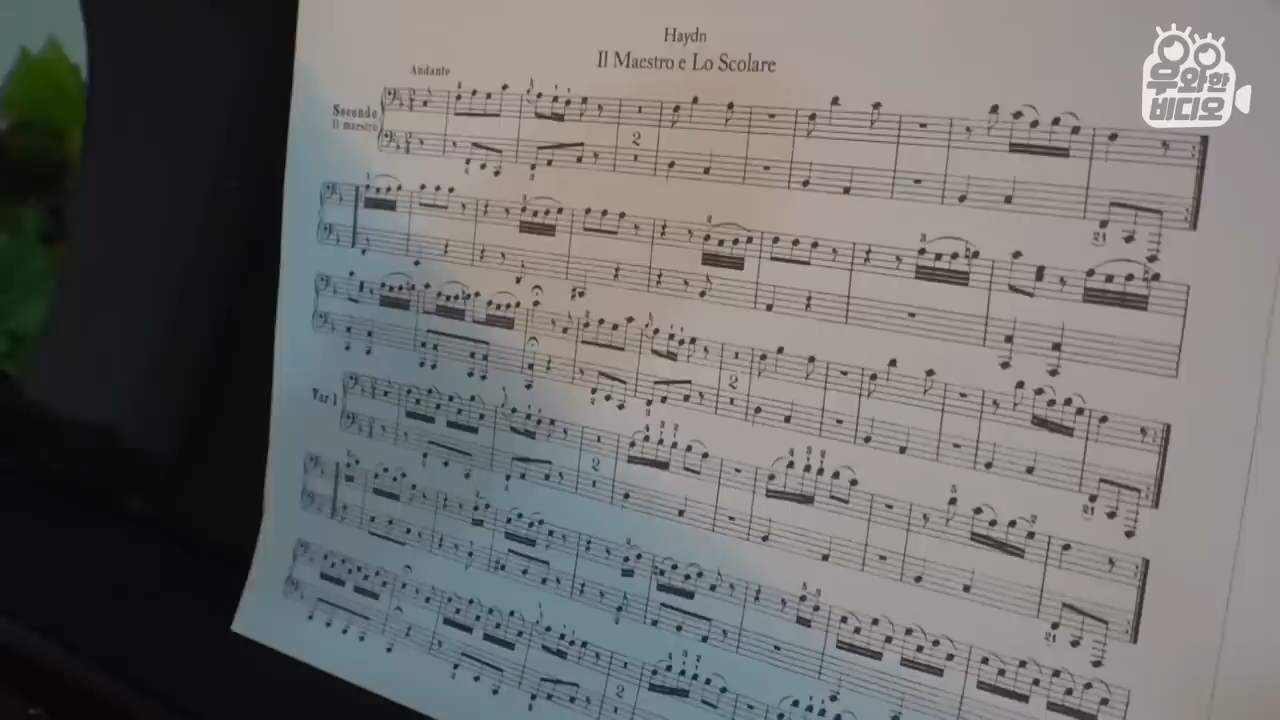 Haydn
Il Maestro e Lo Scolare
Andante
Secondo
Il maestro
Var 1
우와한
비디오